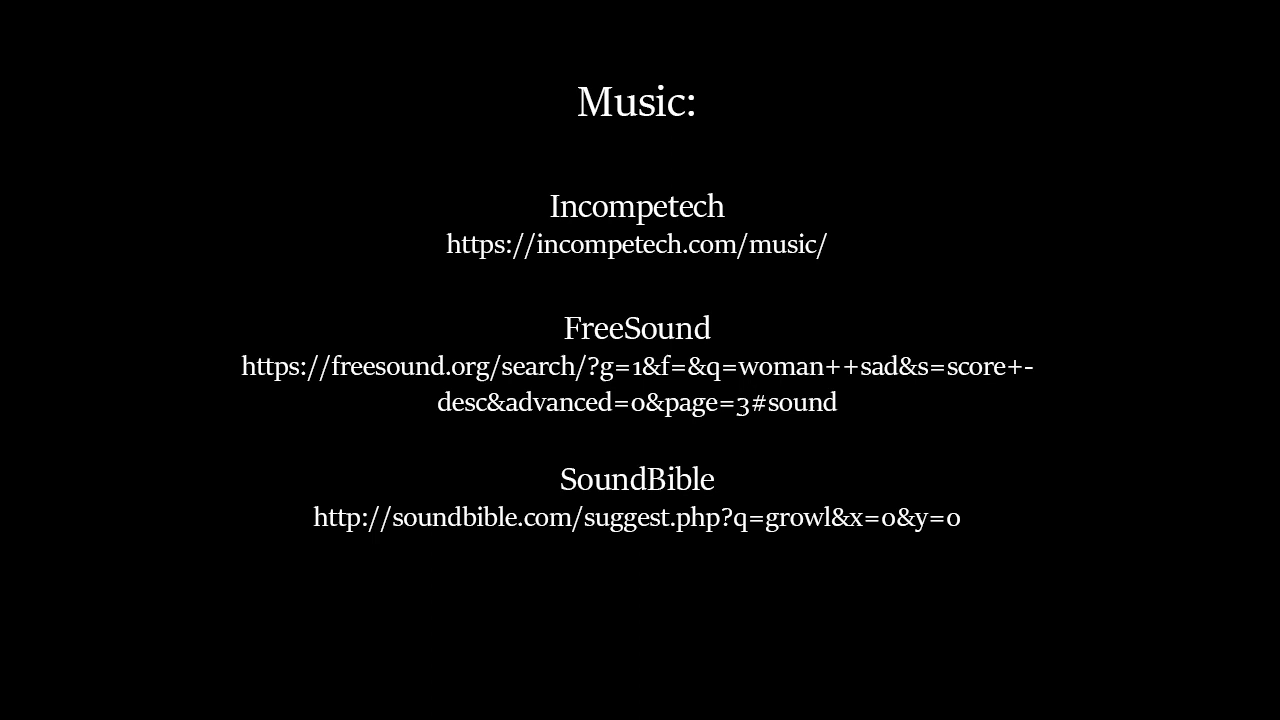 Music:
Incompetech
https://incompetech.com/music/
FreeSound
https://freesound.org/search/?g=1&f=&q=woman++sad&s=score+-
desc&advanced=0&page=3#sound
SoundBible
http://soundbible.com/suggest.php?q=growl&x=0&y=0